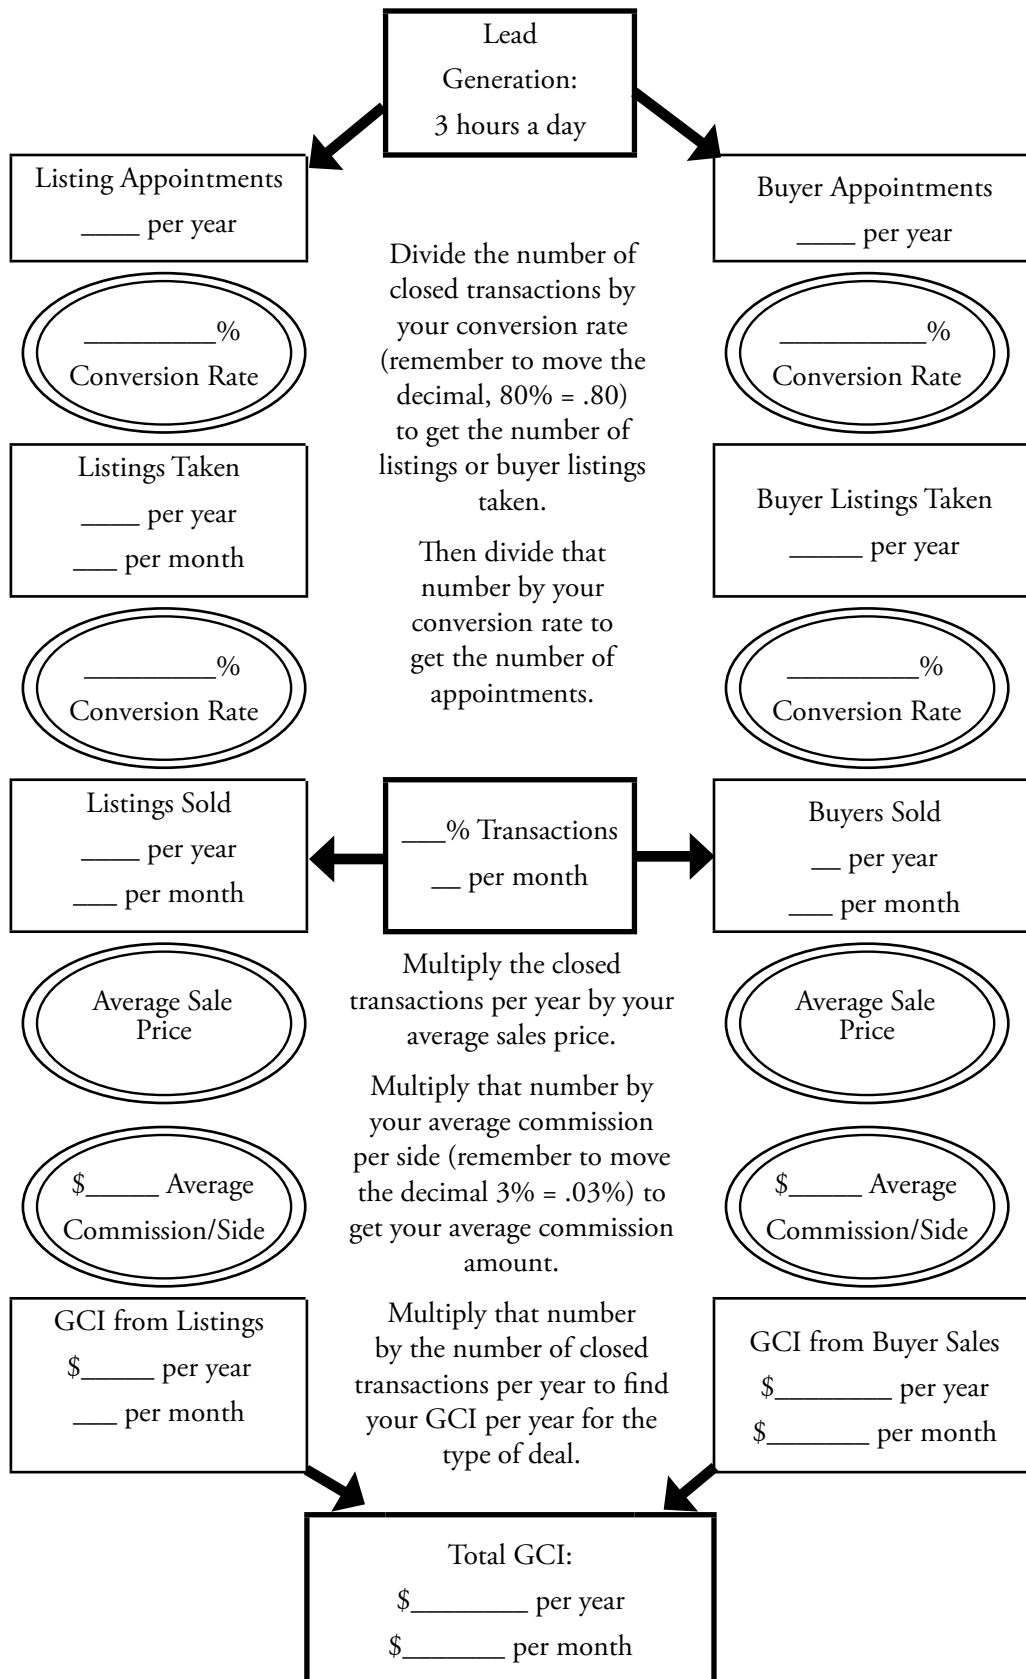 Lead
Generation:
3 hours a day
Listing Appointments
____ per year
Buyer Appointments
____ per year
_________%
Conversion Rate
Divide the number of
closed transactions by
your conversion rate
(remember to move the
decimal, 80% = .80)
to get the number of
listings or buyer listings
taken.
Then divide that
number by your
conversion rate to
get the number of
appointments.
__________%
Conversion Rate
Listings Taken
____ per year
___ per month
Buyer Listings Taken
_____ per year
_________%
Conversion Rate
_________%
Conversion Rate
Listings Sold
____ per year
___ per month
___% Transactions
__ per month
Buyers Sold
__ per year
___ per month
Average Sale
Price
Multiply the closed
transactions per year by your
average sales price.
Multiply that number by
your average commission
per side (remember to move
the decimal 3% = .03%) to
get your average commission
amount.
Multiply that number
by the number of closed
transactions per year to find
your GCI per year for the
type of deal.
Average Sale
Price
$_____ Average
Commission/Side
$_____ Average
Commission/Side
GCI from Listings
$_____ per year
___ per month
GCI from Buyer Sales
$________ per year
$_______ per month
Total GCI:
$________ per year
$_______ per month